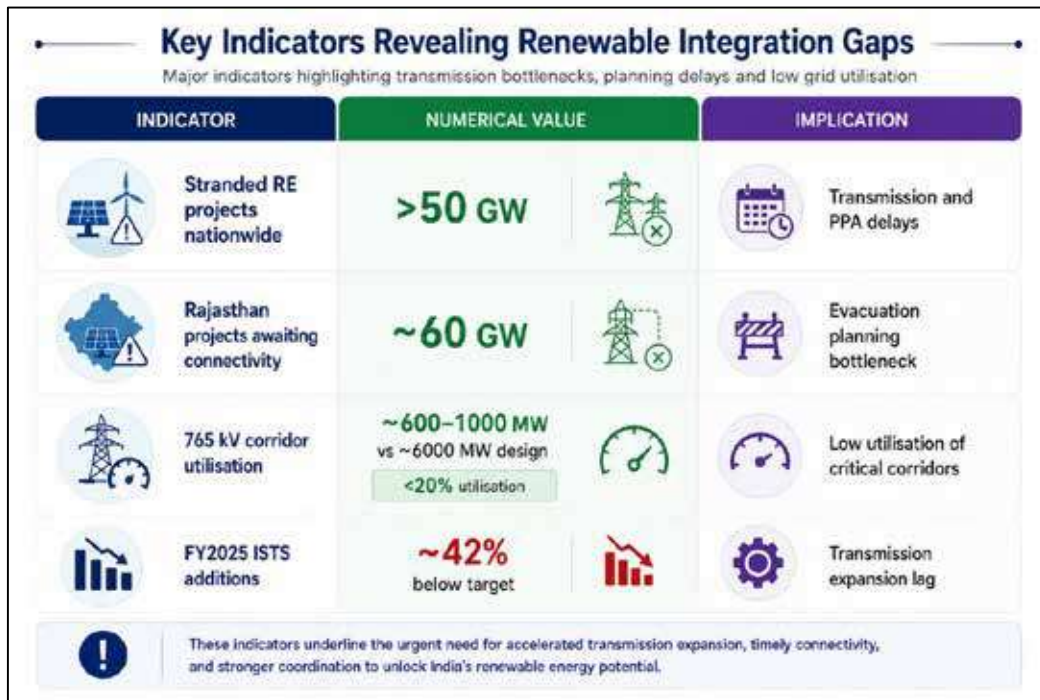 Key Indicators Revealing Renewable Integration Gaps
Major indicators highlighting transmission bottlenecks, planning delays and low grid utilisation
INDICATOR
NUMERICAL VALUE
IMPLICATION
Stranded RE
projects
nationwide
>50 GW
Transmission and
PPA delays
Rajasthan
projects awaiting
connectivity
~60 GW
Evacuation
planning
bottleneck
765 kV corridor
utilisation
~600–1000 MW
vs ~6000 MW design
<20% utilisation
Low utilisation of
critical corridors
FY2025 ISTS
additions
~42%
below target
Transmission
expansion lag
These indicators underline the urgent need for accelerated transmission expansion, timely connectivity,
and stronger coordination to unlock India's renewable energy potential.